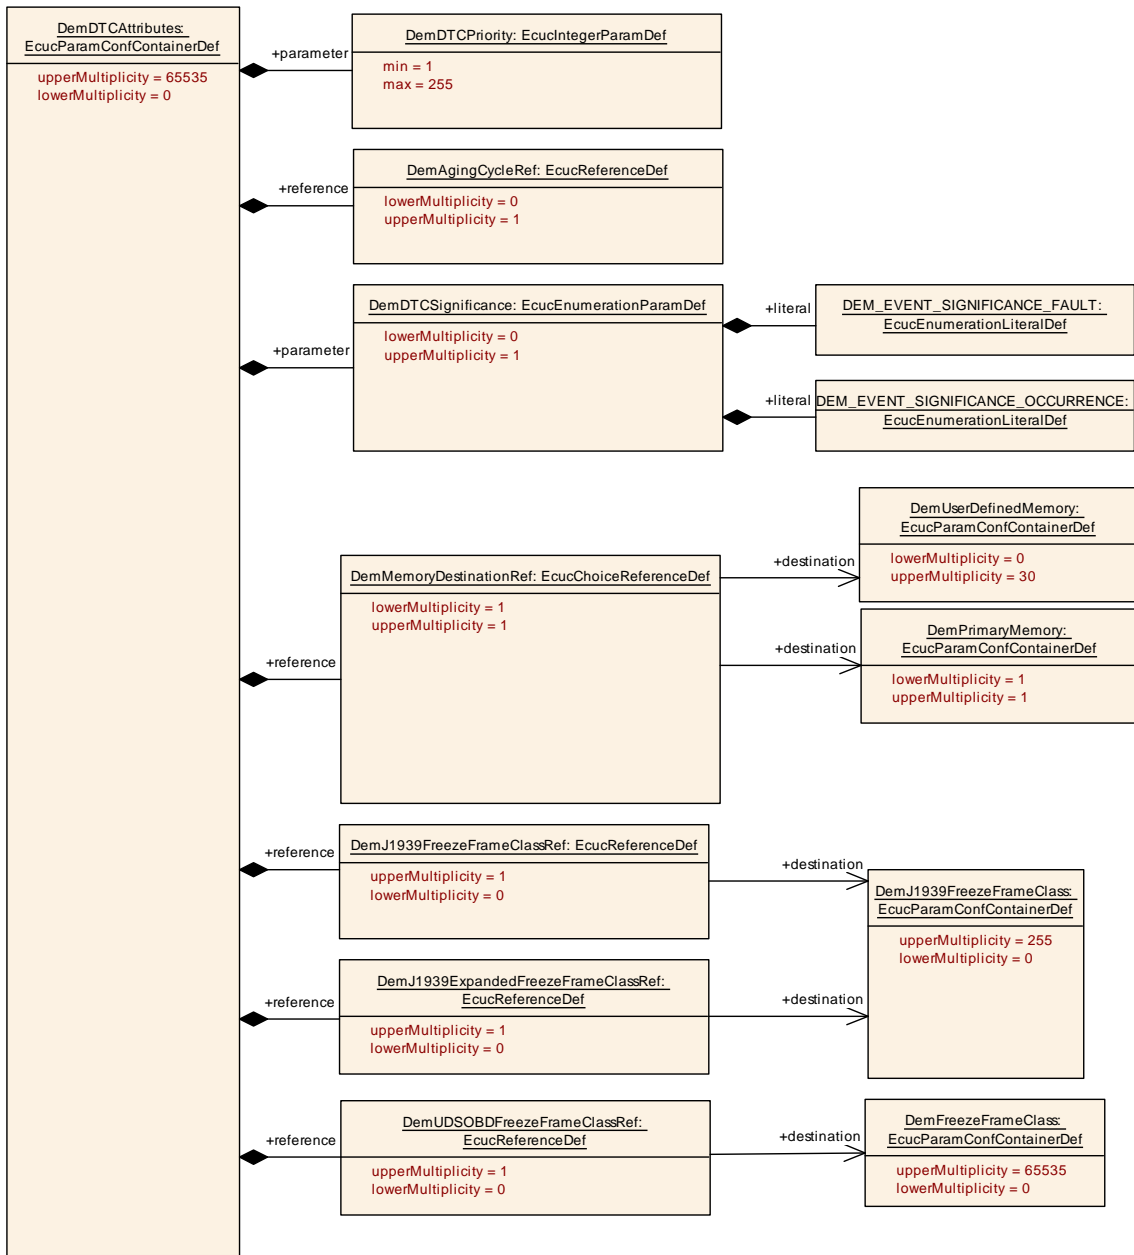 DemDTCAttributes:
EcucParamConfContainerDef
upperMultiplicity = 65535
lowerMultiplicity = 0
+parameter
DemDTCPriority: EcucIntegerParamDef
min = 1
max = 255
+reference
DemAgingCycleRef: EcucReferenceDef
lowerMultiplicity = 0
upperMultiplicity = 1
+parameter
DemDTCSignificance: EcucEnumerationParamDef
lowerMultiplicity = 0
upperMultiplicity = 1
+literal
DEM_EVENT_SIGNIFICANCE_FAULT:
EcucEnumerationLiteralDef
+literal
DEM_EVENT_SIGNIFICANCE_OCCURRENCE:
EcucEnumerationLiteralDef
+reference
DemMemoryDestinationRef: EcucChoiceReferenceDef
lowerMultiplicity = 1
upperMultiplicity = 1
+destination
DemUserDefinedMemory:
EcucParamConfContainerDef
lowerMultiplicity = 0
upperMultiplicity = 30
+destination
DemPrimaryMemory:
EcucParamConfContainerDef
lowerMultiplicity = 1
upperMultiplicity = 1
+reference
DemJ1939FreezeFrameClassRef: EcucReferenceDef
upperMultiplicity = 1
lowerMultiplicity = 0
+destination
DemJ1939FreezeFrameClass:
EcucParamConfContainerDef
upperMultiplicity = 255
lowerMultiplicity = 0
+reference
DemJ1939ExpandedFreezeFrameClassRef:
EcucReferenceDef
upperMultiplicity = 1
lowerMultiplicity = 0
+destination
+reference
DemUDSOBDFreezeFrameClassRef:
EcucReferenceDef
upperMultiplicity = 1
lowerMultiplicity = 0
+destination
DemFreezeFrameClass:
EcucParamConfContainerDef
upperMultiplicity = 65535
lowerMultiplicity = 0